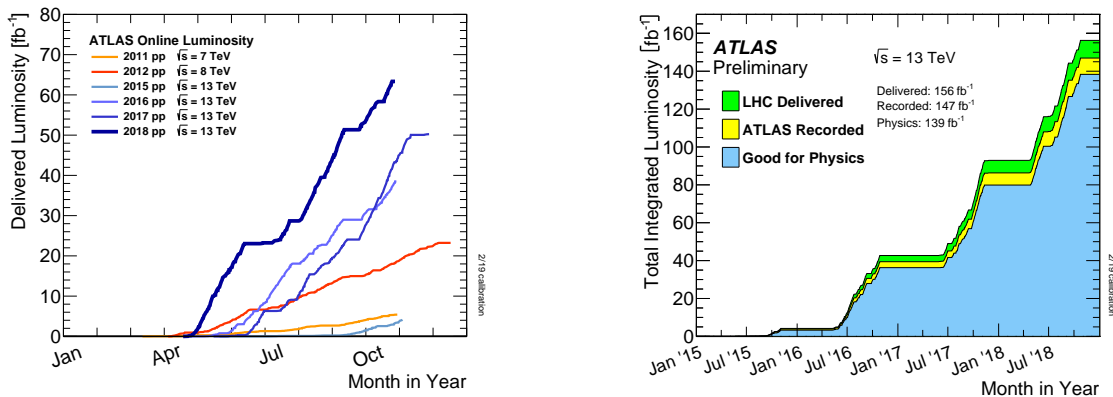 Delivered Luminosity [fb⁻¹]
80
70
60
50
40
30
20
10
0
ATLAS Online Luminosity
2011 pp √s = 7 TeV
2012 pp √s = 8 TeV
2015 pp √s = 13 TeV
2016 pp √s = 13 TeV
2017 pp √s = 13 TeV
2018 pp √s = 13 TeV
Jan
Apr
Jul
Oct
Month in Year
2/19 calibration
Total Integrated Luminosity [fb⁻¹]
160
140
120
100
80
60
40
20
0
ATLAS
Preliminary
√s = 13 TeV
Delivered: 156 fb⁻¹
Recorded: 147 fb⁻¹
Physics: 139 fb⁻¹
LHC Delivered
ATLAS Recorded
Good for Physics
Jan '15
Jul '15
Jan '16
Jul '16
Jan '17
Jul '17
Jan '18
Jul '18
Month in Year
2/19 calibration